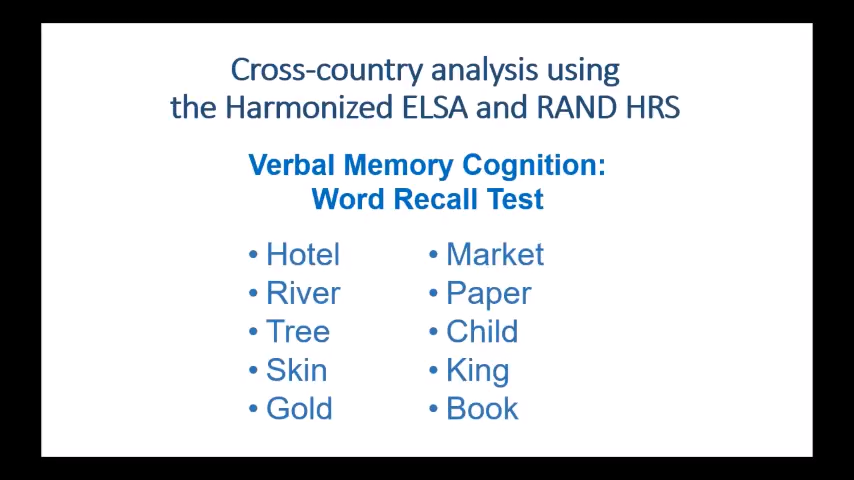 Cross-country analysis using
the Harmonized ELSA and RAND HRS
Verbal Memory Cognition:
Word Recall Test
• Hotel
• River
• Tree
• Skin
• Gold
• Market
• Paper
• Child
• King
• Book